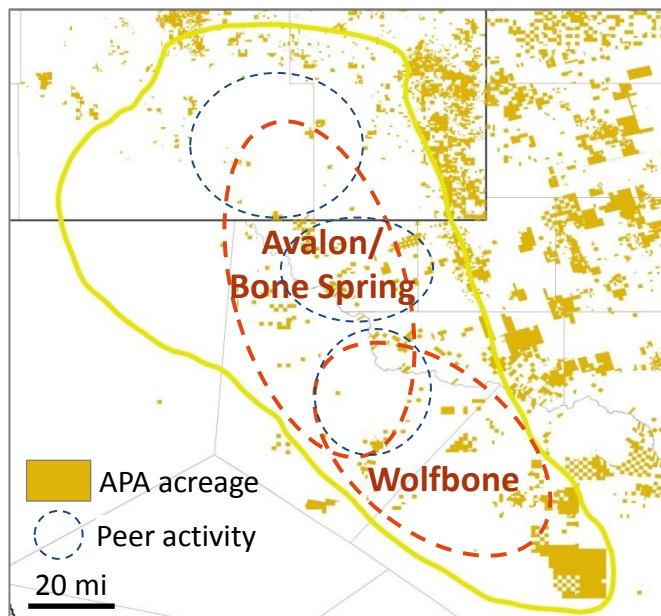 Avalon/
Bone Spring
Wolfbone
APA acreage
Peer activity
20 mi